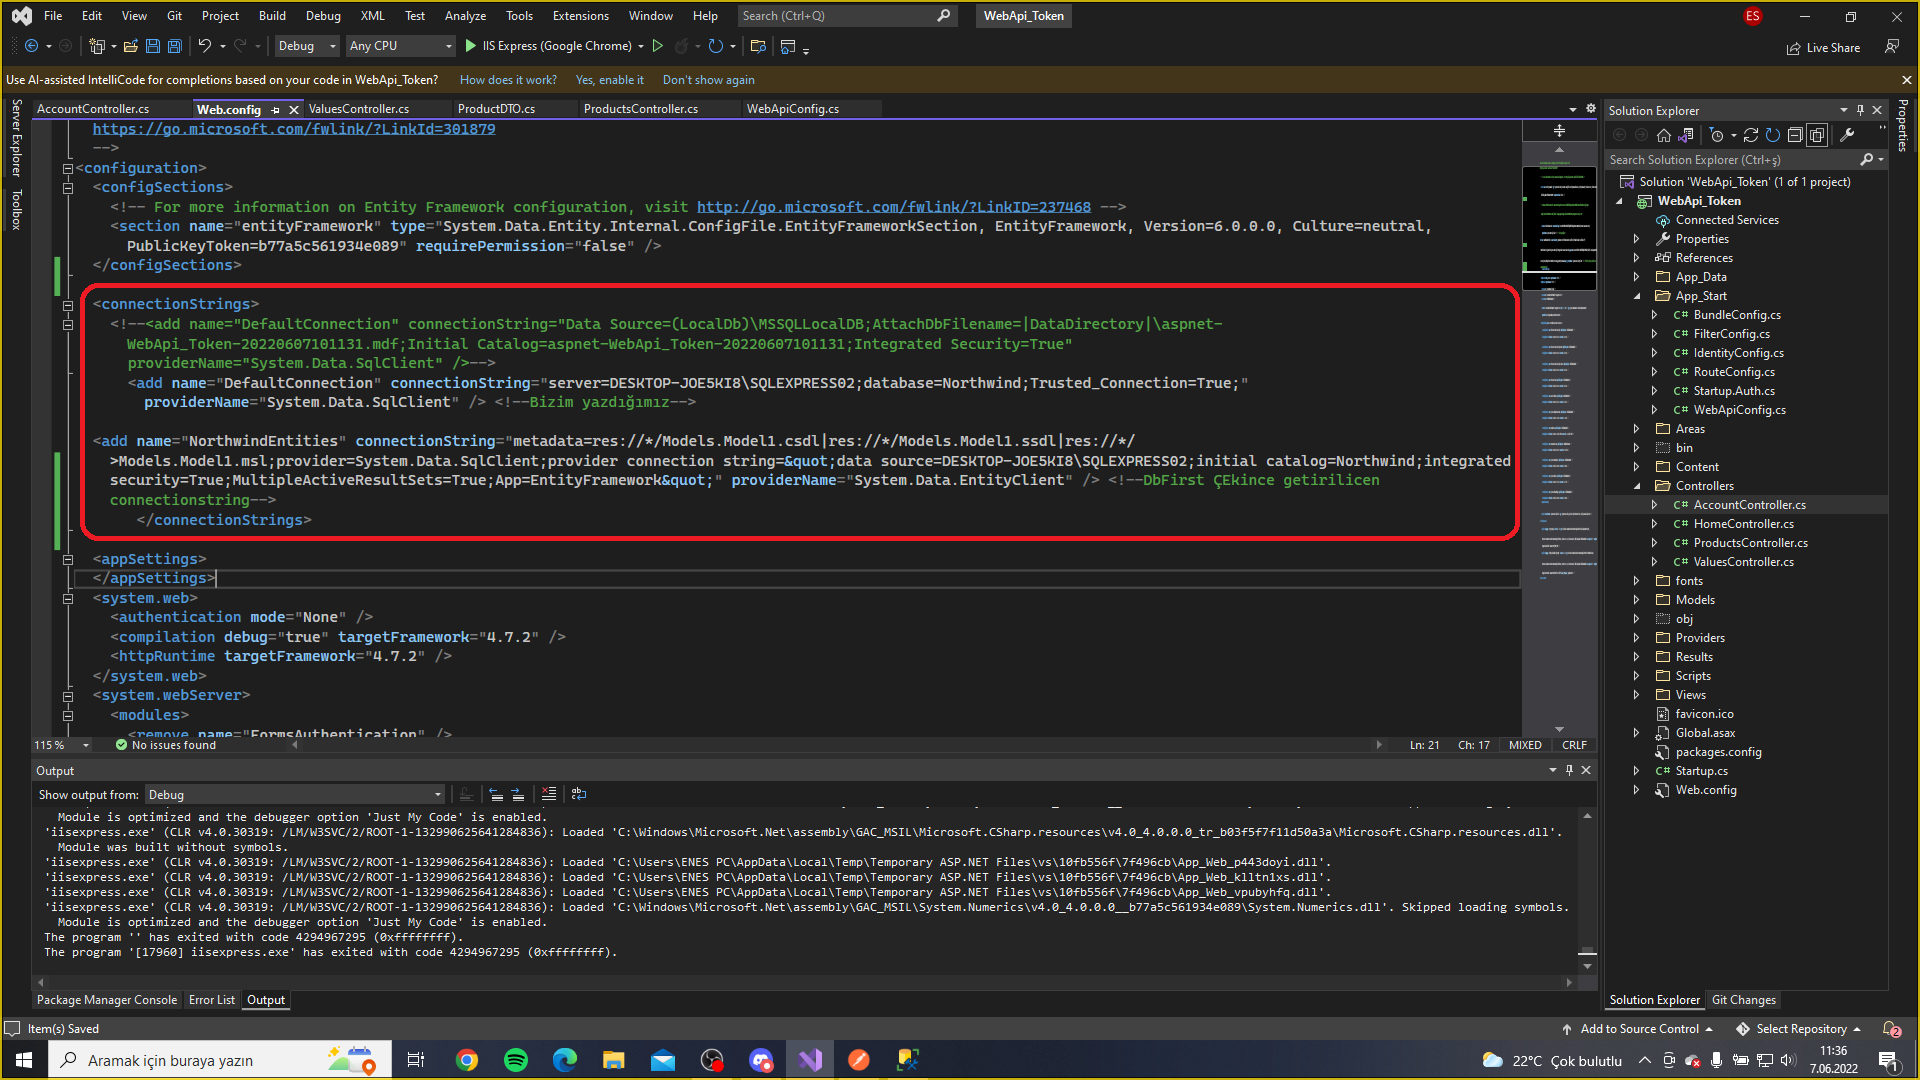 File Edit View Git Project Build Debug XML Test Analyze Tools Extensions Window Help Search (Ctrl+Q) WebApi_Token ES
Debug Any CPU IIS Express (Google Chrome) Live Share
Use AI-assisted IntelliCode for completions based on your code in WebApi_Token? How does it work? Yes, enable it Don't show again
Server Explorer
Toolbox
AccountController.cs Web.config ValuesController.cs ProductDTO.cs ProductsController.cs WebApiConfig.cs
https://go.microsoft.com/fwlink/?LinkId=301879
-->
<configuration>
<configSections>
<!-- For more information on Entity Framework configuration, visit http://go.microsoft.com/fwlink/?LinkID=237468 -->
<section name="entityFramework" type="System.Data.Entity.Internal.ConfigFile.EntityFrameworkSection, EntityFramework, Version=6.0.0.0, Culture=neutral,
PublicKeyToken=b77a5c561934e089" requirePermission="false" />
</configSections>
<connectionStrings>
<!--<add name="DefaultConnection" connectionString="Data Source=(LocalDb)\MSSQLLocalDB;AttachDbFilename=|DataDirectory|\aspnet-
WebApi_Token-20220607101131.mdf;Initial Catalog=aspnet-WebApi_Token-20220607101131;Integrated Security=True"
providerName="System.Data.SqlClient" />-->
<add name="DefaultConnection" connectionString="server=DESKTOP-JOE5KI8\SQLEXPRESS02;database=Northwind;Trusted_Connection=True;"
providerName="System.Data.SqlClient" /> <!--Bizim yazdığımız-->
<add name="NorthwindEntities" connectionString="metadata=res://*/Models.Model1.csdl|res://*/Models.Model1.ssdl|res://*/
>Models.Model1.msl;provider=System.Data.SqlClient;provider connection string=&quot;data source=DESKTOP-JOE5KI8\SQLEXPRESS02;initial catalog=Northwind;integrated
security=True;MultipleActiveResultSets=True;App=EntityFramework&quot;" providerName="System.Data.EntityClient" /> <!--DbFirst ÇEkince getirilicen
connectionstring-->
</connectionStrings>
<appSettings>
</appSettings>
<system.web>
<authentication mode="None" />
<compilation debug="true" targetFramework="4.7.2" />
<httpRuntime targetFramework="4.7.2" />
</system.web>
<system.webServer>
<modules>
<remove name="FormsAuthentication" />
115 % No issues found Ln: 21 Ch: 17 MIXED CRLF
Output
Show output from: Debug
Module is optimized and the debugger option 'Just My Code' is enabled.
'iisexpress.exe' (CLR v4.0.30319: /LM/W3SVC/2/ROOT-1-132990625641284836): Loaded 'C:\Windows\Microsoft.Net\assembly\GAC_MSIL\Microsoft.CSharp.resources\v4.0_4.0.0.0_tr_b03f5f7f11d50a3a\Microsoft.CSharp.resources.dll'.
Module was built without symbols.
'iisexpress.exe' (CLR v4.0.30319: /LM/W3SVC/2/ROOT-1-132990625641284836): Loaded 'C:\Users\ENES PC\AppData\Local\Temp\Temporary ASP.NET Files\vs\10fb556f\7f496cb\App_Web_p443doyi.dll'.
'iisexpress.exe' (CLR v4.0.30319: /LM/W3SVC/2/ROOT-1-132990625641284836): Loaded 'C:\Users\ENES PC\AppData\Local\Temp\Temporary ASP.NET Files\vs\10fb556f\7f496cb\App_Web_klltn1xs.dll'.
'iisexpress.exe' (CLR v4.0.30319: /LM/W3SVC/2/ROOT-1-132990625641284836): Loaded 'C:\Users\ENES PC\AppData\Local\Temp\Temporary ASP.NET Files\vs\10fb556f\7f496cb\App_Web_vpubyhfq.dll'.
'iisexpress.exe' (CLR v4.0.30319: /LM/W3SVC/2/ROOT-1-132990625641284836): Loaded 'C:\Windows\Microsoft.Net\assembly\GAC_MSIL\System.Numerics\v4.0_4.0.0.0__b77a5c561934e089\System.Numerics.dll'. Skipped loading symbols.
Module is optimized and the debugger option 'Just My Code' is enabled.
The program '' has exited with code 4294967295 (0xffffffff).
The program '[17960] iisexpress.exe' has exited with code 4294967295 (0xffffffff).
Package Manager Console Error List Output
Solution Explorer
Search Solution Explorer (Ctrl+ş)
Solution 'WebApi_Token' (1 of 1 project)
WebApi_Token
Connected Services
Properties
References
App_Data
App_Start
C# BundleConfig.cs
C# FilterConfig.cs
C# IdentityConfig.cs
C# RouteConfig.cs
C# Startup.Auth.cs
C# WebApiConfig.cs
Areas
bin
Content
Controllers
C# AccountController.cs
C# HomeController.cs
C# ProductsController.cs
C# ValuesController.cs
fonts
Models
obj
Providers
Results
Scripts
Views
favicon.ico
Global.asax
packages.config
C# Startup.cs
Web.config
Solution Explorer Git Changes
Properties
Item(s) Saved Add to Source Control Select Repository 2
Aramak için buraya yazın 22°C Çok bulutlu 11:36
7.06.2022 1